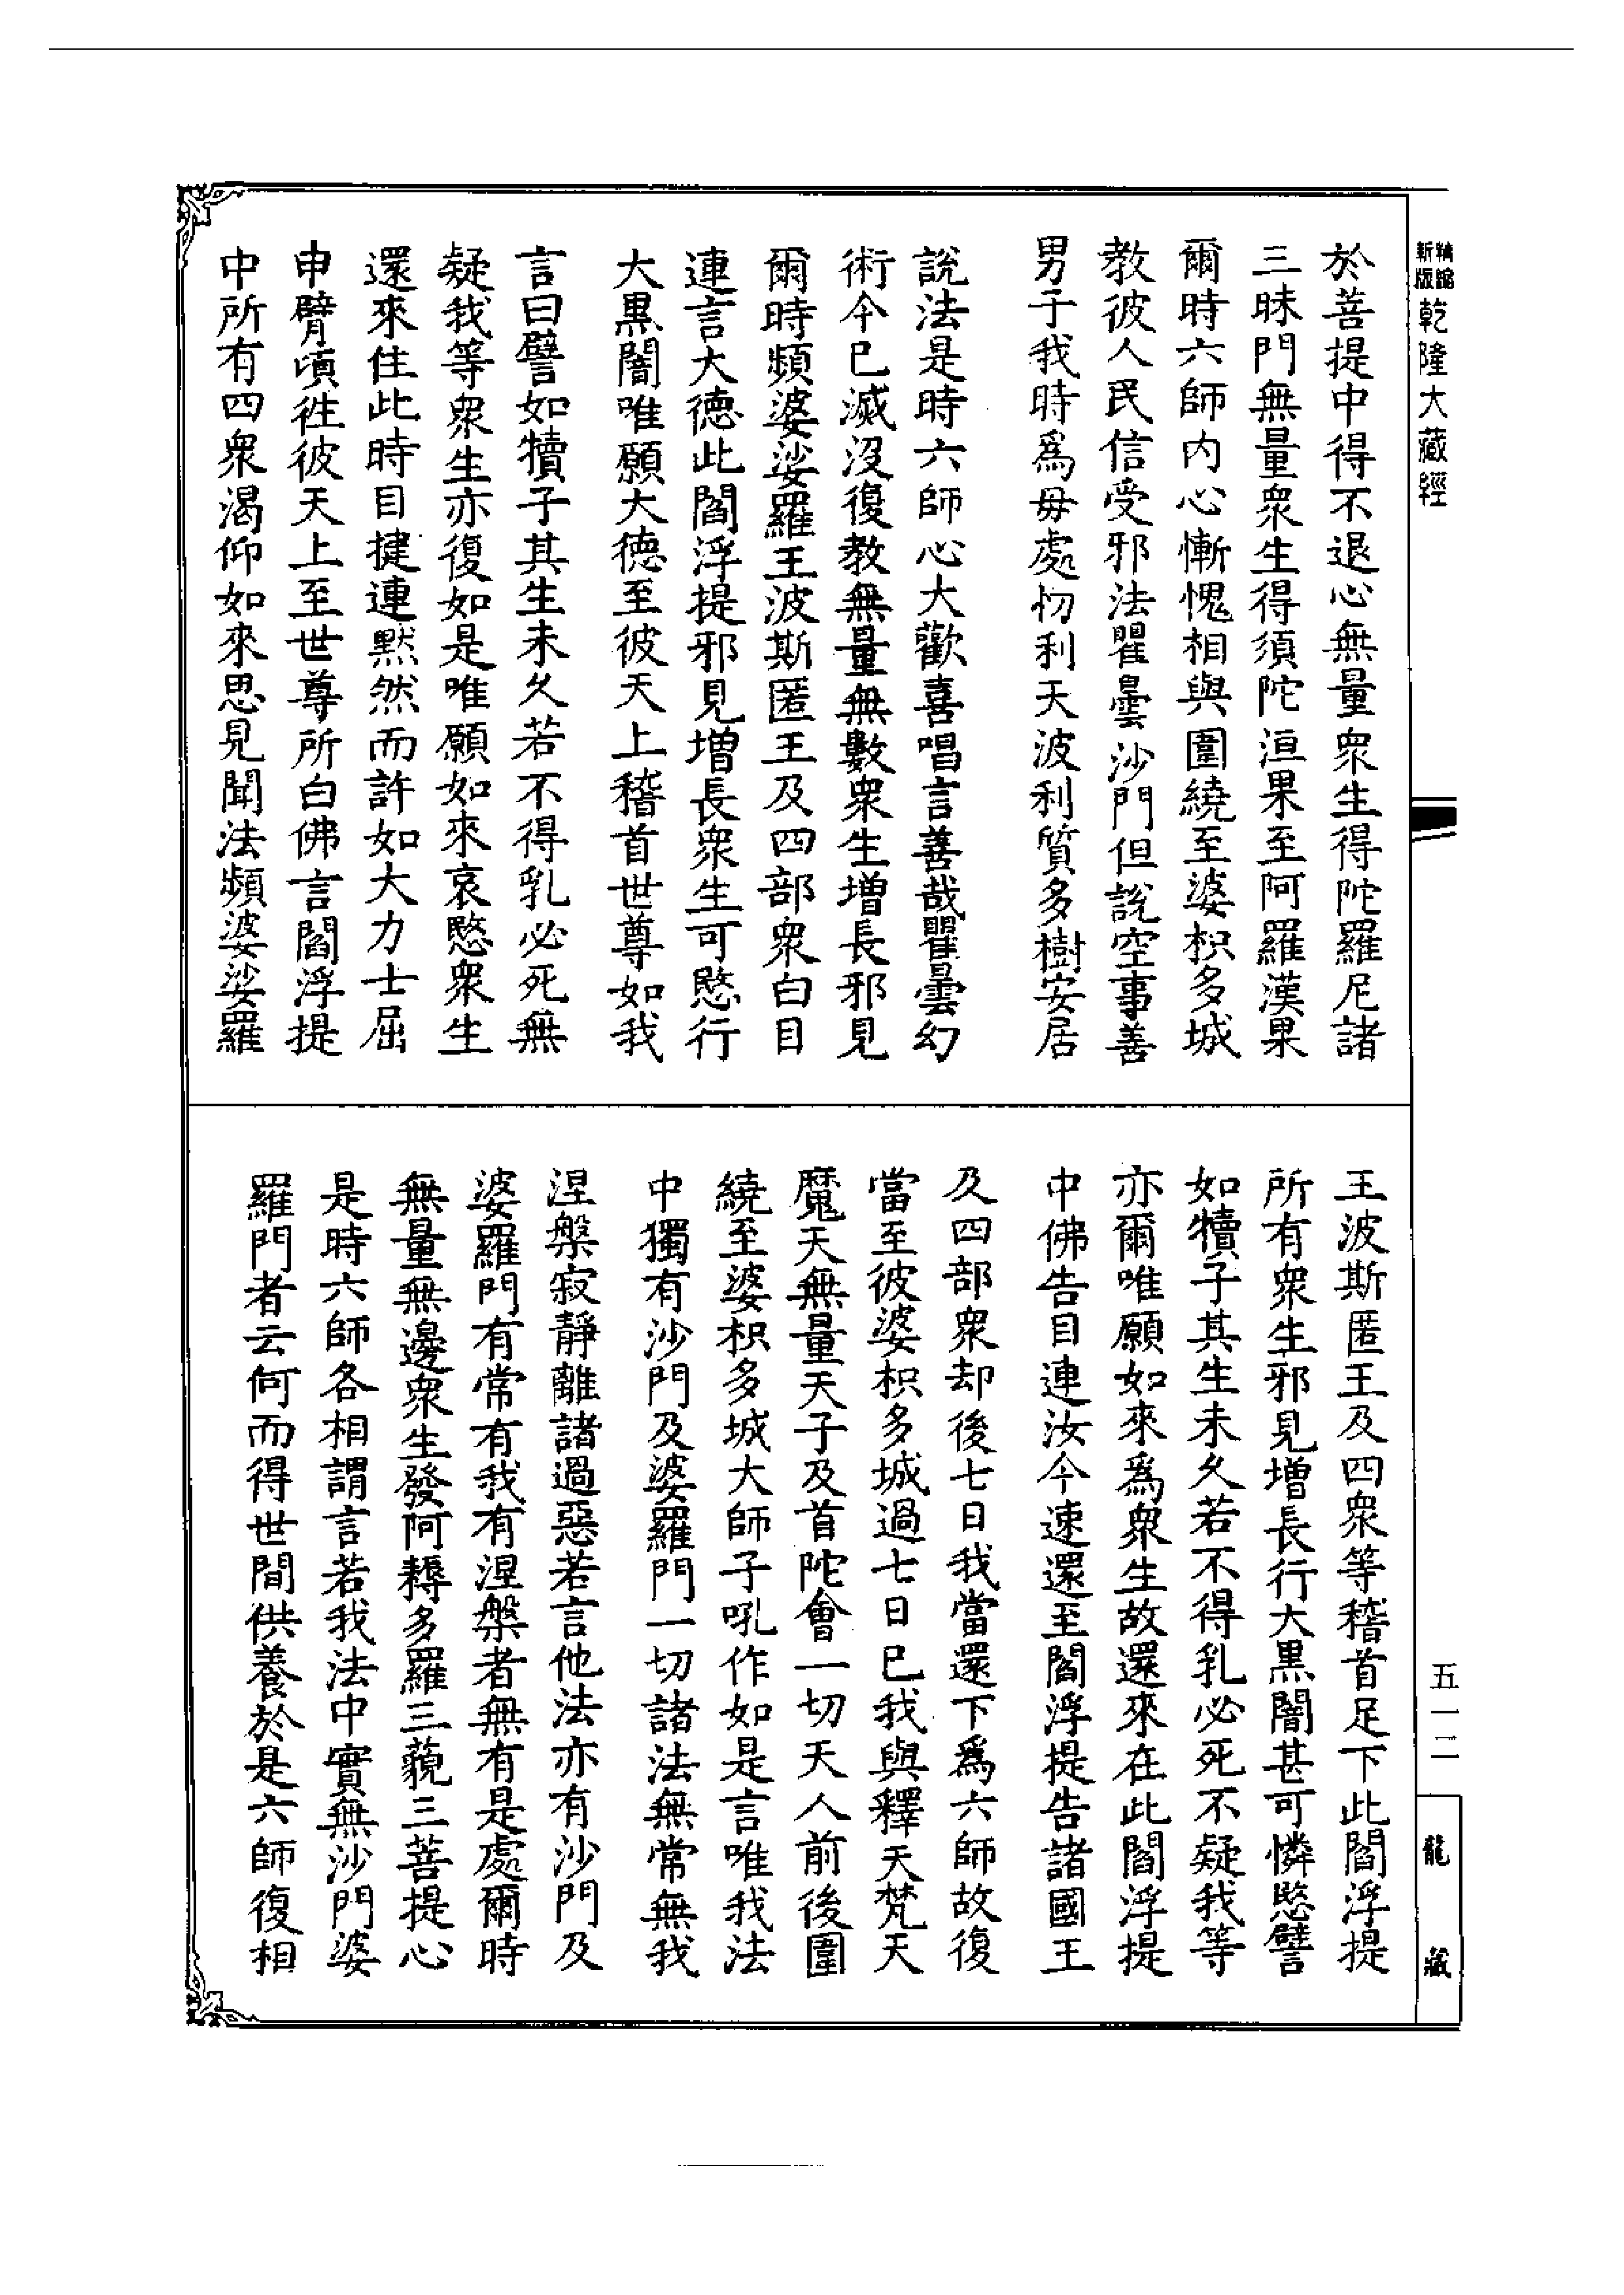 精縮
新版
乾隆大藏經
於菩提中得不退心無量衆生得陀羅尼諸
三昧門無量衆生得須陀洹果至阿羅漢果
爾時六師內心慚愧相與圍繞至婆枳多城
教彼人民信受邪法瞿曇沙門但說空事善
男子我時爲母處忉利天波利質多樹安居
說法是時六師心大歡喜唱言善哉瞿曇幻
術今已滅沒復教無量無數衆生增長邪見
爾時頻婆娑羅王波斯匿王及四部衆白目
連言大德此閻浮提邪見增長衆生可愍行
大黑闇唯願大德至彼天上稽首世尊如我
言曰譬如犢子其生未久若不得乳必死無
疑我等衆生亦復如是唯願如來哀愍衆生
還來住此時目揵連黙然而許如大力士屈
申臂頃徃彼天上至世尊所白佛言閻浮提
中所有四衆渴仰如來思見聞法頻婆娑羅
王波斯匿王及四衆等稽首足下此閻浮提
所有衆生邪見增長行大黑闇甚可憐愍譬
如犢子其生未久若不得乳必死不疑我等
亦爾唯願如來爲衆生故還來在此閻浮提
中佛告目連汝今速還至閻浮提告諸國王
及四部衆却後七日我當還下爲六師故復
當至彼婆枳多城過七日已我與釋天梵天
魔天無量天子及首陀會一切天人前後圍
繞至婆枳多城大師子吼作如是言唯我法
中獨有沙門及婆羅門一切諸法無常無我
涅槃寂靜離諸過惡若言他法亦有沙門及
婆羅門有常有我有涅槃者無有是處爾時
無量無邊衆生發阿耨多羅三藐三菩提心
是時六師各相謂言若我法中實無沙門婆
羅門者云何而得世間供養於是六師復相
五一二
龍藏